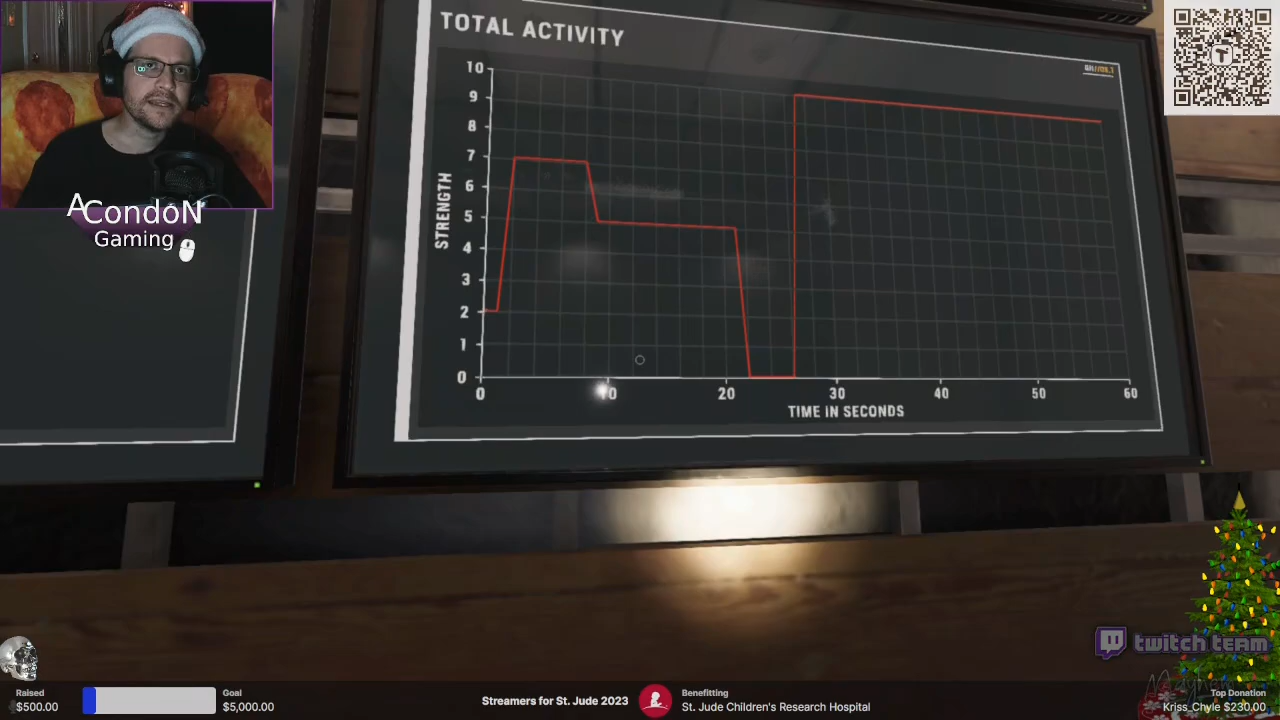 TOTAL ACTIVITY
10
9
8
7
6
5
4
3
2
1
0
STRENGTH
0
10
20
30
40
50
60
TIME IN SECONDS
ACondoN
Gaming
twitch team
Raised
$500.00
Goal
$5,000.00
Streamers for St. Jude 2023
Benefitting
St. Jude Children's Research Hospital
Top Donation
Kriss_Chyle $230.00